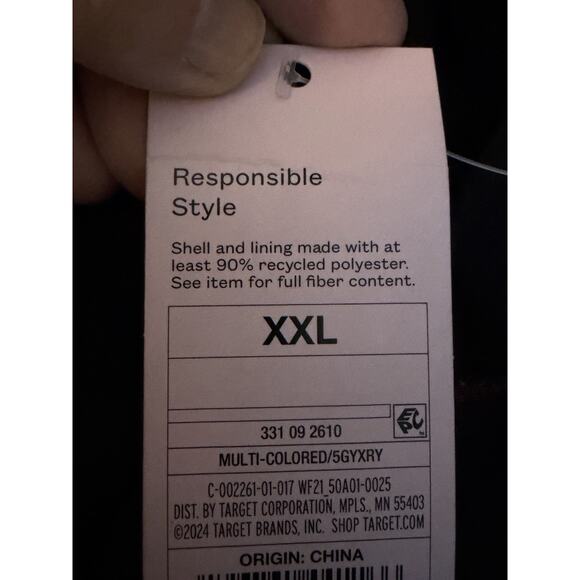 Responsible
Style
Shell and lining made with at
least 90% recycled polyester.
See item for full fiber content.
XXL
331 09 2610
EPC
MULTI-COLORED/5GYXRY
C-002261-01-017 WF21_50A01-0025
DIST. BY TARGET CORPORATION, MPLS., MN 55403
©2024 TARGET BRANDS, INC. SHOP TARGET.COM
ORIGIN: CHINA